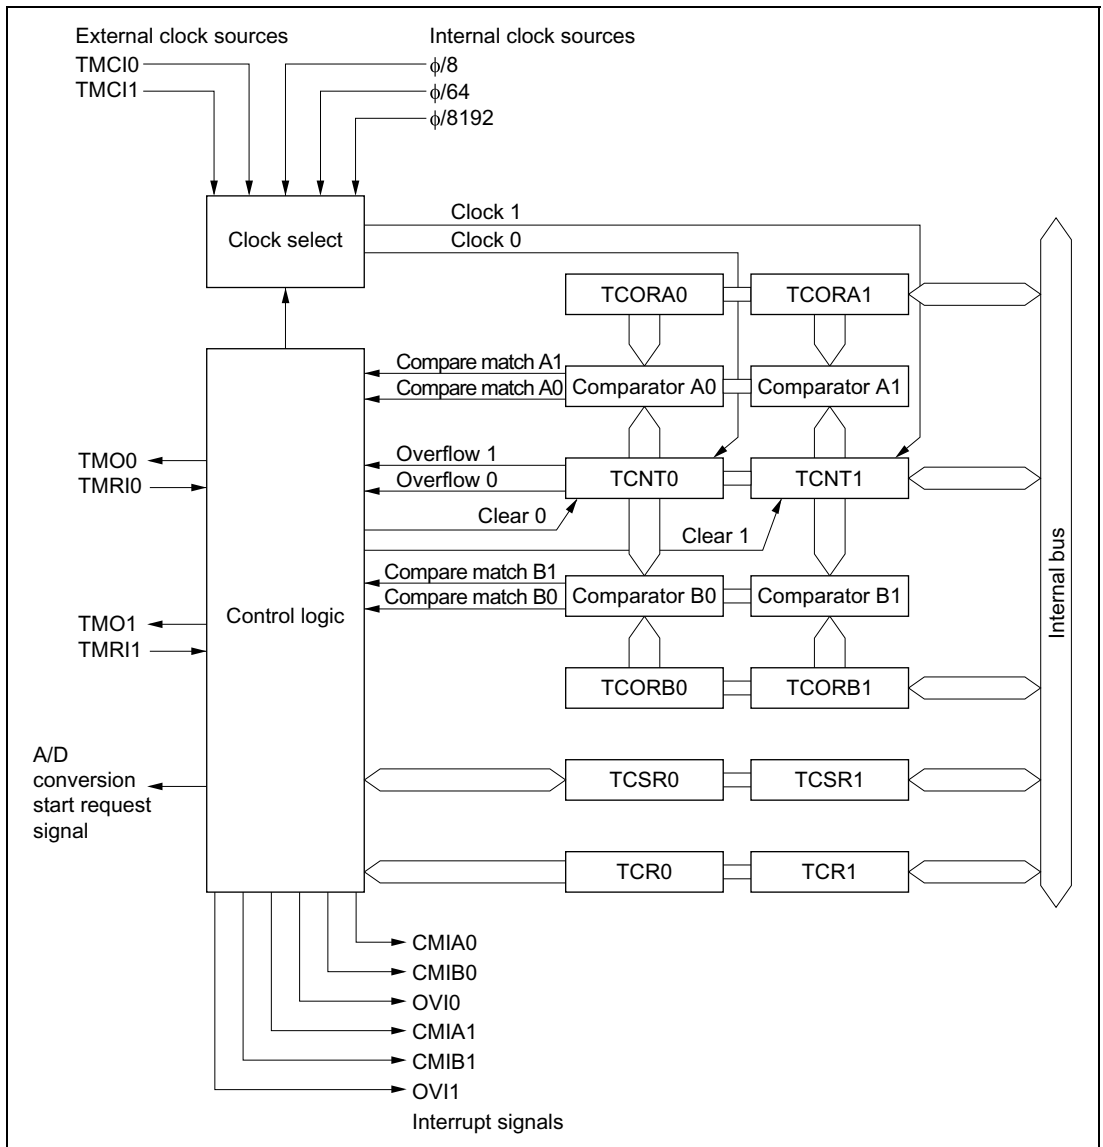 External clock sources
Internal clock sources
TMCI0
TMCI1
ϕ/8
ϕ/64
ϕ/8192
Clock select
Clock 1
Clock 0
TCORA0
TCORA1
Compare match A1
Compare match A0
Comparator A0
Comparator A1
TMO0
TMRI0
Overflow 1
Overflow 0
TCNT0
TCNT1
Clear 0
Clear 1
Internal bus
Compare match B1
Compare match B0
Comparator B0
Comparator B1
Control logic
TMO1
TMRI1
TCORB0
TCORB1
A/D
conversion
start request
signal
TCSR0
TCSR1
TCR0
TCR1
CMIA0
CMIB0
OVI0
CMIA1
CMIB1
OVI1
Interrupt signals